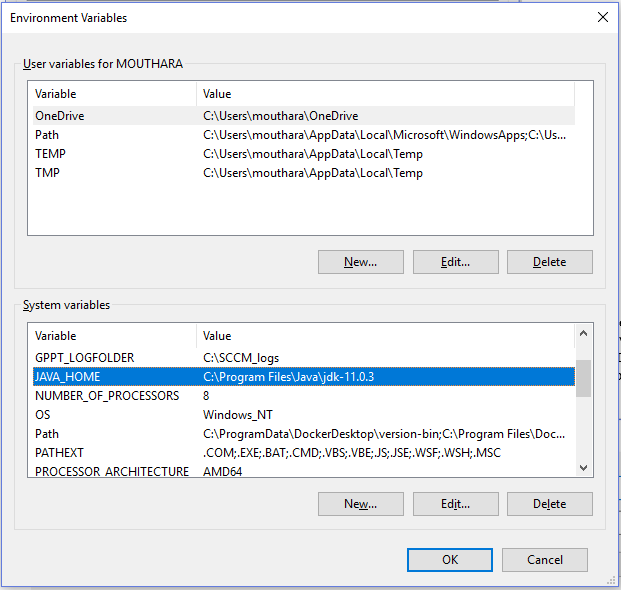 Environment Variables
User variables for MOUTHARA
Variable Value
OneDrive C:\Users\mouthara\OneDrive
Path C:\Users\mouthara\AppData\Local\Microsoft\WindowsApps;C:\Us...
TEMP C:\Users\mouthara\AppData\Local\Temp
TMP C:\Users\mouthara\AppData\Local\Temp
New... Edit... Delete
System variables
Variable Value
GPPT_LOGFOLDER C:\SCCM_logs
JAVA_HOME C:\Program Files\Java\jdk-11.0.3
NUMBER_OF_PROCESSORS 8
OS Windows_NT
Path C:\ProgramData\DockerDesktop\version-bin;C:\Program Files\Doc...
PATHEXT .COM;.EXE;.BAT;.CMD;.VBS;.VBE;.JS;.JSE;.WSF;.WSH;.MSC
PROCESSOR_ARCHITECTURE AMD64
New... Edit... Delete
OK Cancel